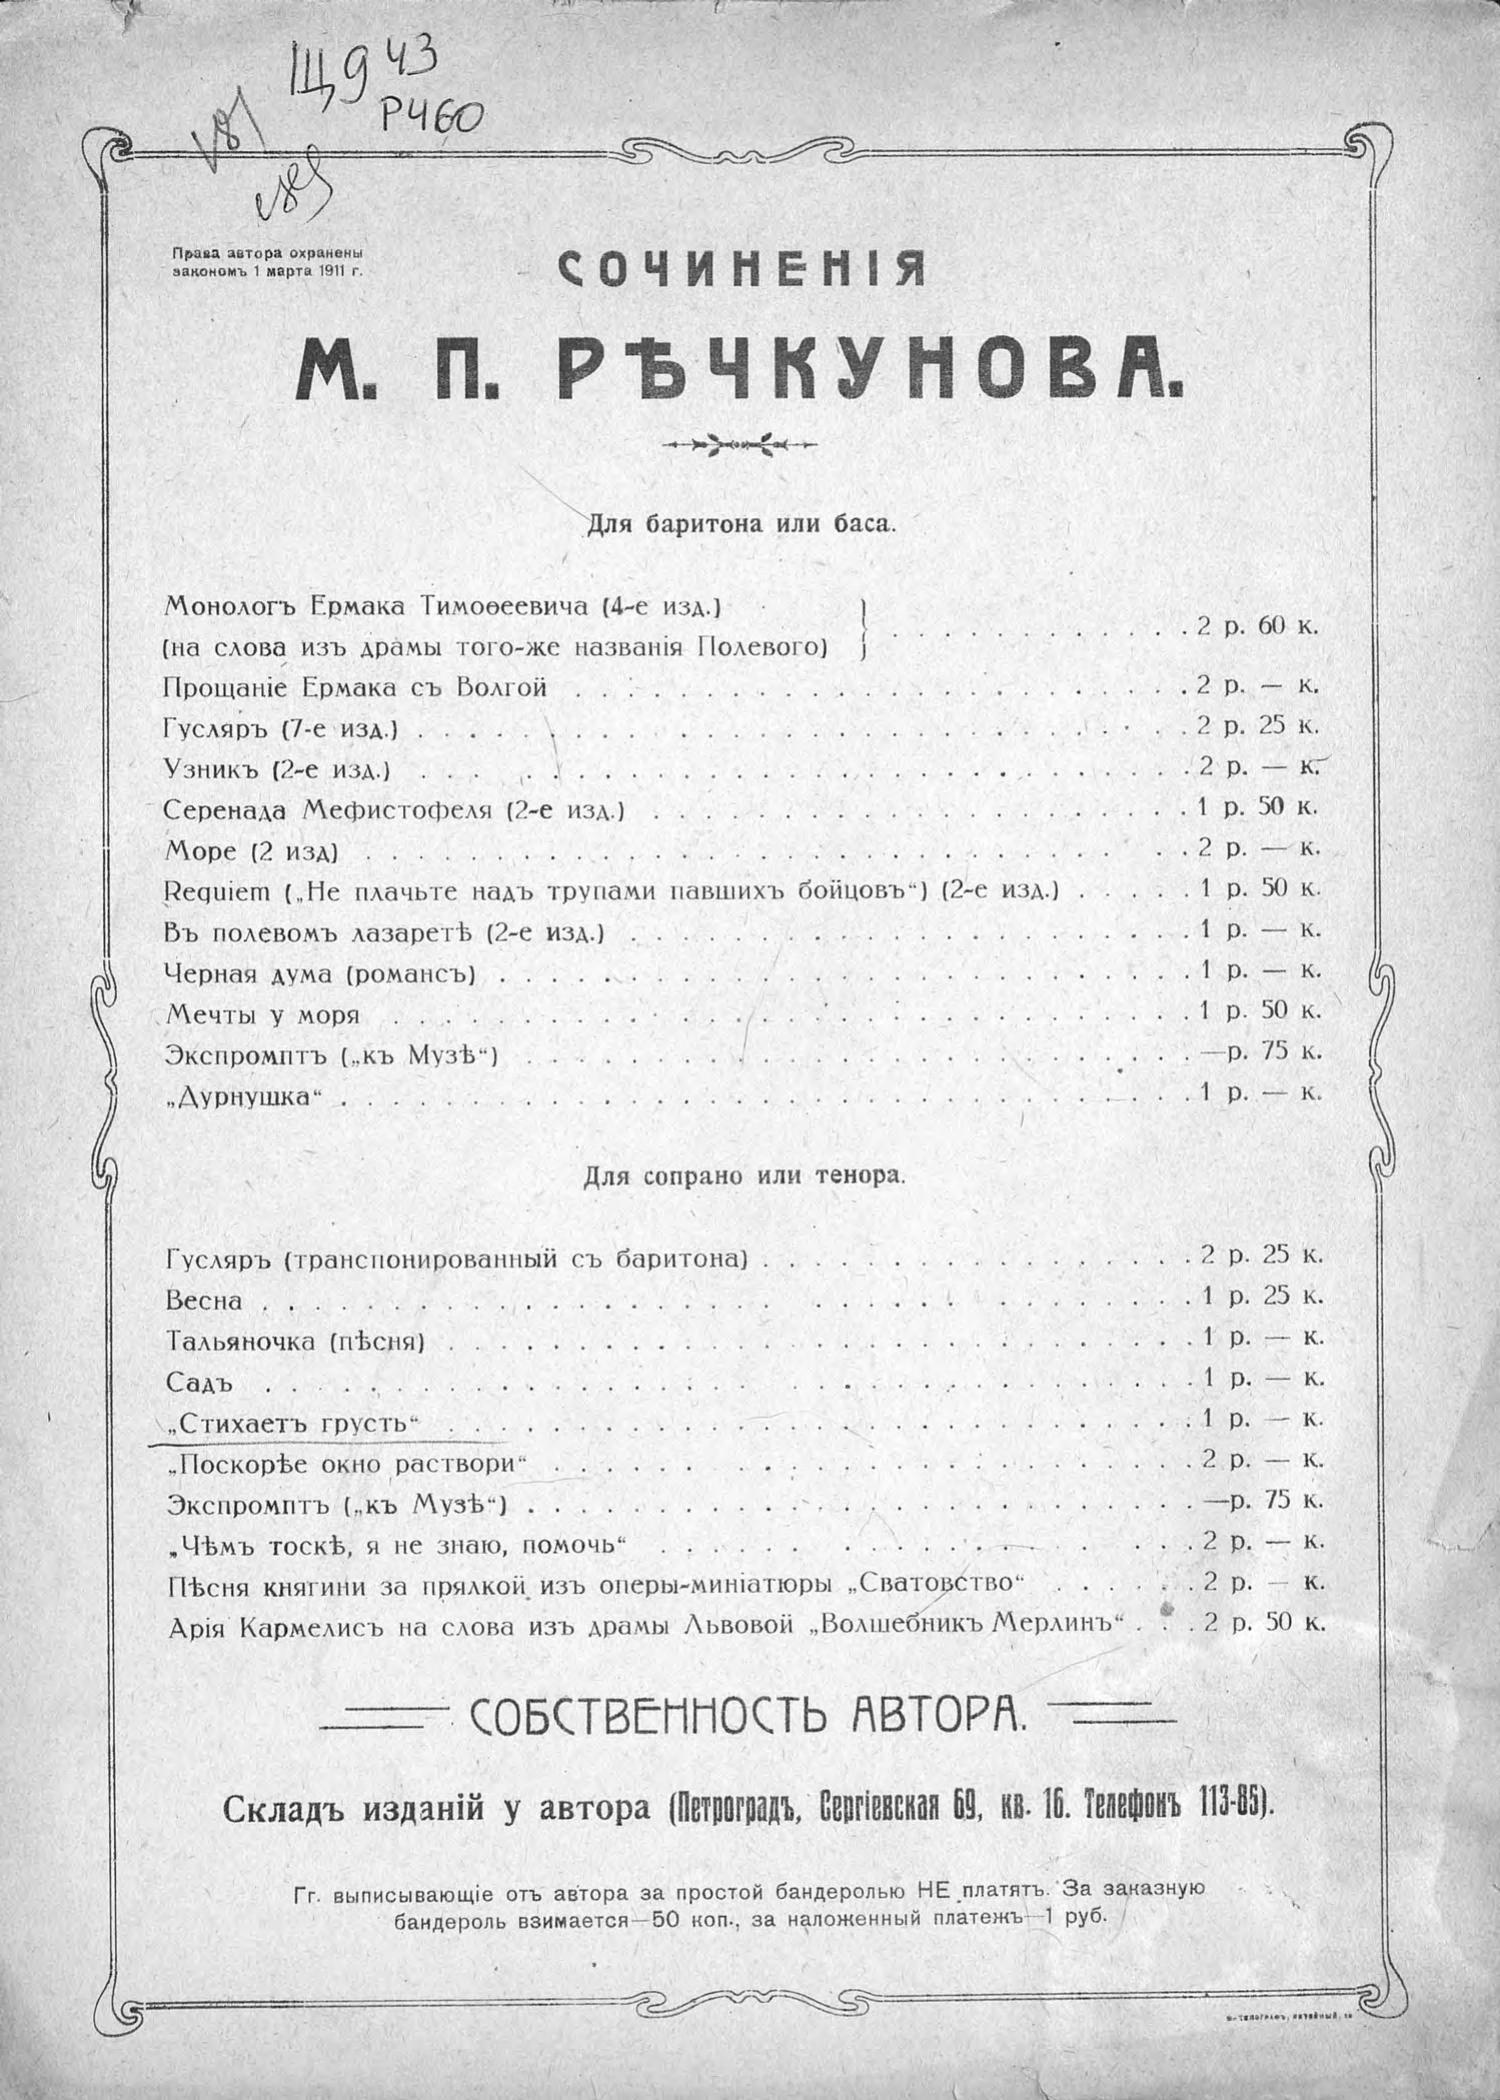 Щ9 43
РЧ60
Права автора охранены
закономъ 1 марта 1911 г.
СОЧИНЕНІЯ
М. П. РѢЧКУНОВА.
Для баритона или баса.
Монологъ Ермака Тимоѳеевича (4-е изд.)
(на слова изъ драмы того-же названія Полевого) . . . . . . . . . . . . 2 р. 60 к.
Прощаніе Ермака съ Волгой . . . . . . . . . . . . 2 р. — к.
Гусляръ (7-е изд.) . . . . . . . . . . . . 2 р. 25 к.
Узникъ (2-е изд.) . . . . . . . . . . . . 2 р. — к.
Серенада Мефистофеля (2-е изд.) . . . . . . . . . . . . 1 р. 50 к.
Море (2 изд) . . . . . . . . . . . . 2 р. — к.
Requiem („Не плачьте надъ трупами павшихъ бойцовъ“) (2-е изд.) . . . . . 1 р. 50 к.
Въ полевомъ лазаретѣ (2-е изд.) . . . . . . . . . . . . 1 р. — к.
Черная дума (романсъ) . . . . . . . . . . . . 1 р. — к.
Мечты у моря . . . . . . . . . . . . 1 р. 50 к.
Экспромптъ („къ Музѣ“) . . . . . . . . . . . . —р. 75 к.
„Дурнушка“ . . . . . . . . . . . . 1 р. — к.
Для сопрано или тенора.
Гусляръ (транспонированный съ баритона) . . . . . . . . . . . . 2 р. 25 к.
Весна . . . . . . . . . . . . 1 р. 25 к.
Тальяночка (пѣсня) . . . . . . . . . . . . 1 р. — к.
Садъ . . . . . . . . . . . . 1 р. — к.
„Стихаетъ грусть“ . . . . . . . . . . . . 1 р. — к.
„Поскорѣе окно раствори“ . . . . . . . . . . . . 2 р. — к.
Экспромптъ („къ Музѣ“) . . . . . . . . . . . . —р. 75 к.
„Чѣмъ тоскѣ, я не знаю, помочь“ . . . . . . . . . . . . 2 р. — к.
Пѣсня княгини за прялкой изъ оперы-миніатюры „Сватовство“ . . . . . . 2 р. — к.
Арія Кармелисъ на слова изъ драмы Львовой „Волшебникъ Мерлинъ“ . . . 2 р. 50 к.
СОБСТВЕННОСТЬ АВТОРА.
Складъ изданій у автора (Петроградъ, Сергіевская 69, кв. 16. Телефонъ 113-85).
Гг. выписывающіе отъ автора за простой бандеролью НЕ платятъ. За заказную
бандероль взимается—50 коп., за наложенный платежъ—1 руб.